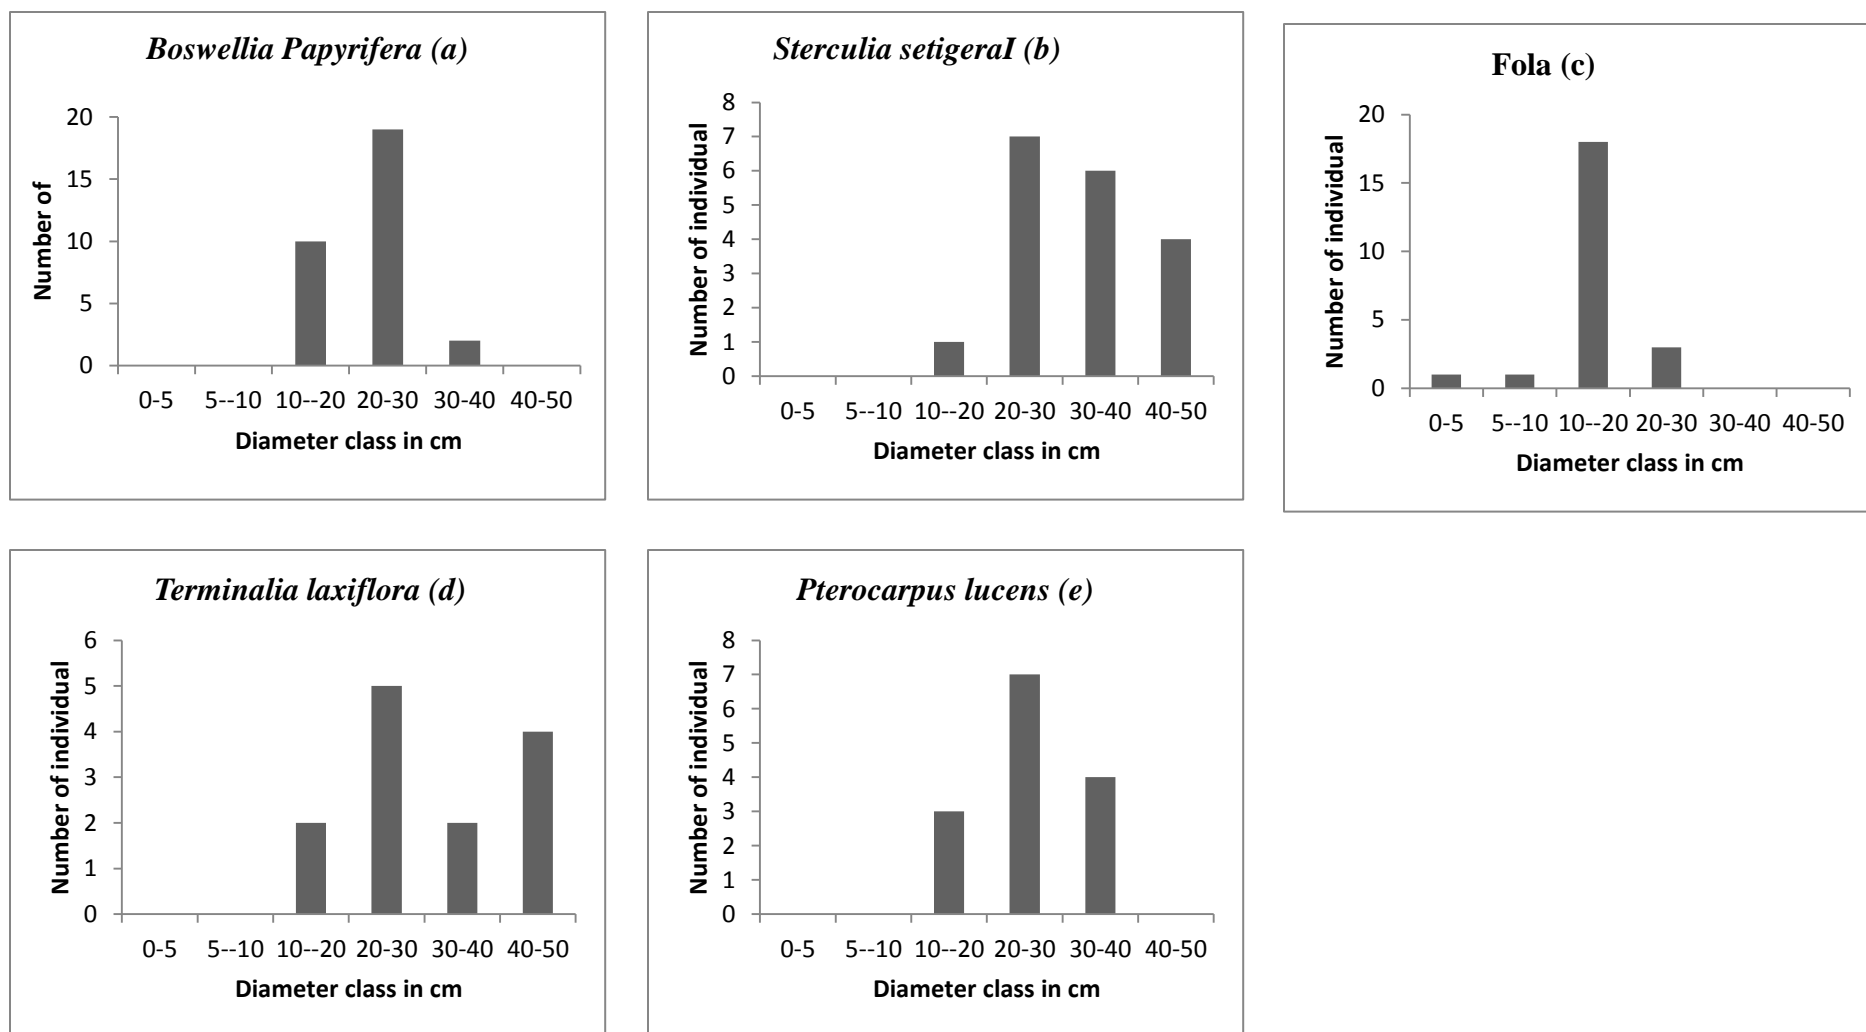 Boswellia Papyrifera (a)
20
15
10
5
0
Number of
0-5 5--10 10--20 20-30 30-40 40-50
Diameter class in cm
Sterculia setigeraI (b)
8
7
6
5
4
3
2
1
0
Number of individual
0-5 5--10 10--20 20-30 30-40 40-50
Diameter class in cm
Fola (c)
20
15
10
5
0
Number of individual
0-5 5--10 10--20 20-30 30-40 40-50
Diameter class in cm
Terminalia laxiflora (d)
6
5
4
3
2
1
0
Number of individual
0-5 5--10 10--20 20-30 30-40 40-50
Diameter class in cm
Pterocarpus lucens (e)
8
7
6
5
4
3
2
1
0
Number of individual
0-5 5--10 10--20 20-30 30-40 40-50
Diameter class in cm